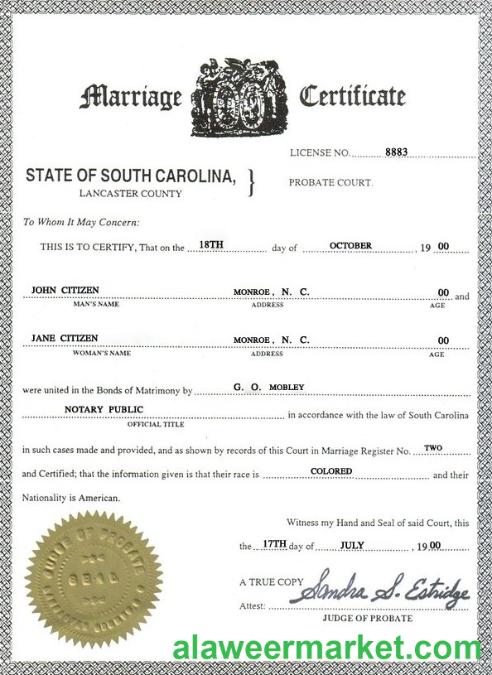 Marriage Certificate
LICENSE NO. 8883
STATE OF SOUTH CAROLINA, }
LANCASTER COUNTY
PROBATE COURT.
To Whom It May Concern:
THIS IS TO CERTIFY, That on the 18TH day of OCTOBER, 19 00
JOHN CITIZEN MONROE, N. C. 00 and
MAN'S NAME ADDRESS AGE
JANE CITIZEN MONROE, N. C. 00
WOMAN'S NAME ADDRESS AGE
were united in the Bonds of Matrimony by G. O. MOBLEY
NOTARY PUBLIC in accordance with the law of South Carolina
OFFICIAL TITLE
in such cases made and provided, and as shown by records of this Court in Marriage Register No. TWO
and Certified; that the information given is that their race is COLORED and their
Nationality is American.
Witness my Hand and Seal of said Court, this
the 17TH day of JULY, 19 00
A TRUE COPY Sandra S. Estridge
Attest:
JUDGE OF PROBATE
JUDGE OF PROBATE
SEAL
alaweermarket.com